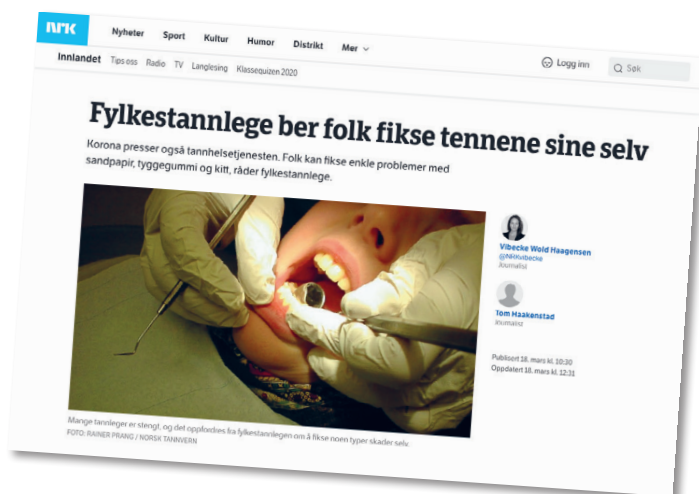 NRK
Nyheter Sport Kultur Humor Distrikt Mer
Logg inn
Søk
Innlandet Tips oss Radio TV Langlesing Klassequizen 2020
Fylkestannlege ber folk fikse tennene sine selv
Korona presser også tannhelsetjenesten. Folk kan fikse enkle problemer med
sandpapir, tyggegummi og kitt, råder fylkestannlege.
Vibecke Wold Haagensen
@NRKvibecke
Journalist
Tom Haakenstad
Journalist
Publisert 18. mars kl. 10:30
Oppdatert 18. mars kl. 12:31
Mange tannleger er stengt, og det oppfordres fra fylkestannlegen om å fikse noen typer skader selv.
FOTO: RAINER PRANG / NORSK TANNVERN